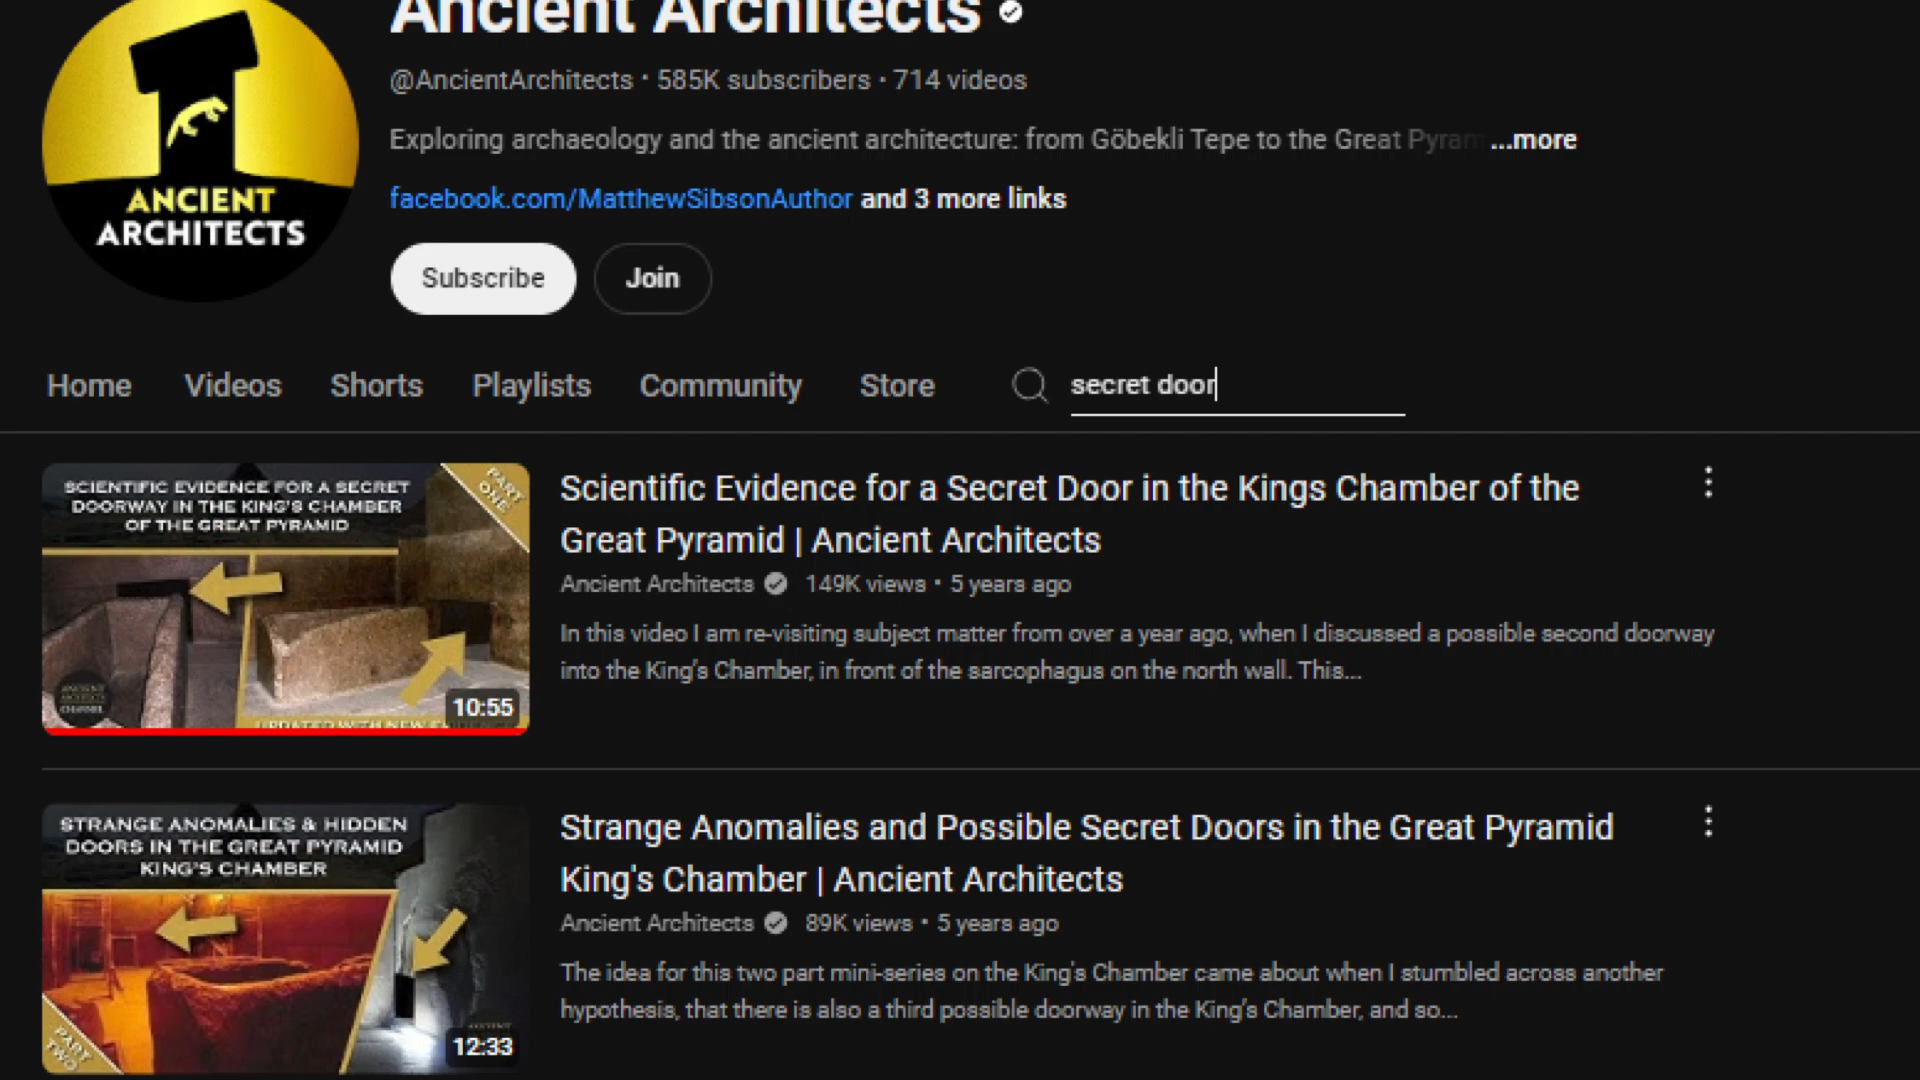 Ancient Architects
@AncientArchitects • 585K subscribers • 714 videos
Exploring archaeology and the ancient architecture: from Göbekli Tepe to the Great Pyram ...more
facebook.com/MatthewSibsonAuthor and 3 more links
ANCIENT
ARCHITECTS
Subscribe
Join
Home Videos Shorts Playlists Community Store secret door
SCIENTIFIC EVIDENCE FOR A SECRET
DOORWAY IN THE KING'S CHAMBER
OF THE GREAT PYRAMID
PART
ONE
ANCIENT
ARCHITECTS
CHANNEL
UPDATED WITH NEW
10:55
Scientific Evidence for a Secret Door in the Kings Chamber of the
Great Pyramid | Ancient Architects
Ancient Architects 149K views • 5 years ago
In this video I am re-visiting subject matter from over a year ago, when I discussed a possible second doorway
into the King's Chamber, in front of the sarcophagus on the north wall. This...
STRANGE ANOMALIES & HIDDEN
DOORS IN THE GREAT PYRAMID
KING'S CHAMBER
PART
TWO
12:33
Strange Anomalies and Possible Secret Doors in the Great Pyramid
King's Chamber | Ancient Architects
Ancient Architects 89K views • 5 years ago
The idea for this two part mini-series on the King's Chamber came about when I stumbled across another
hypothesis, that there is also a third possible doorway in the King's Chamber, and so...